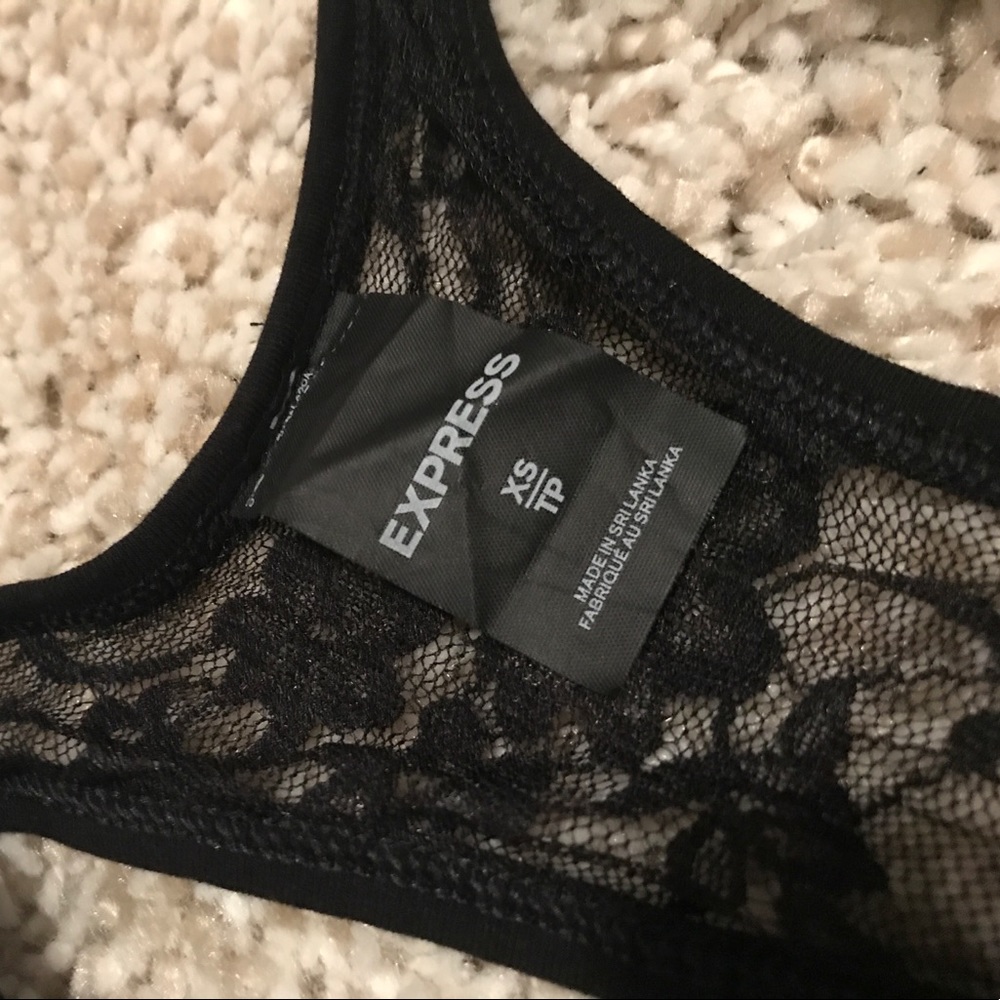 EXPRESS
XS
TP
MADE IN SRI LANKA
FABRIQUÉ AU SRI LANKA